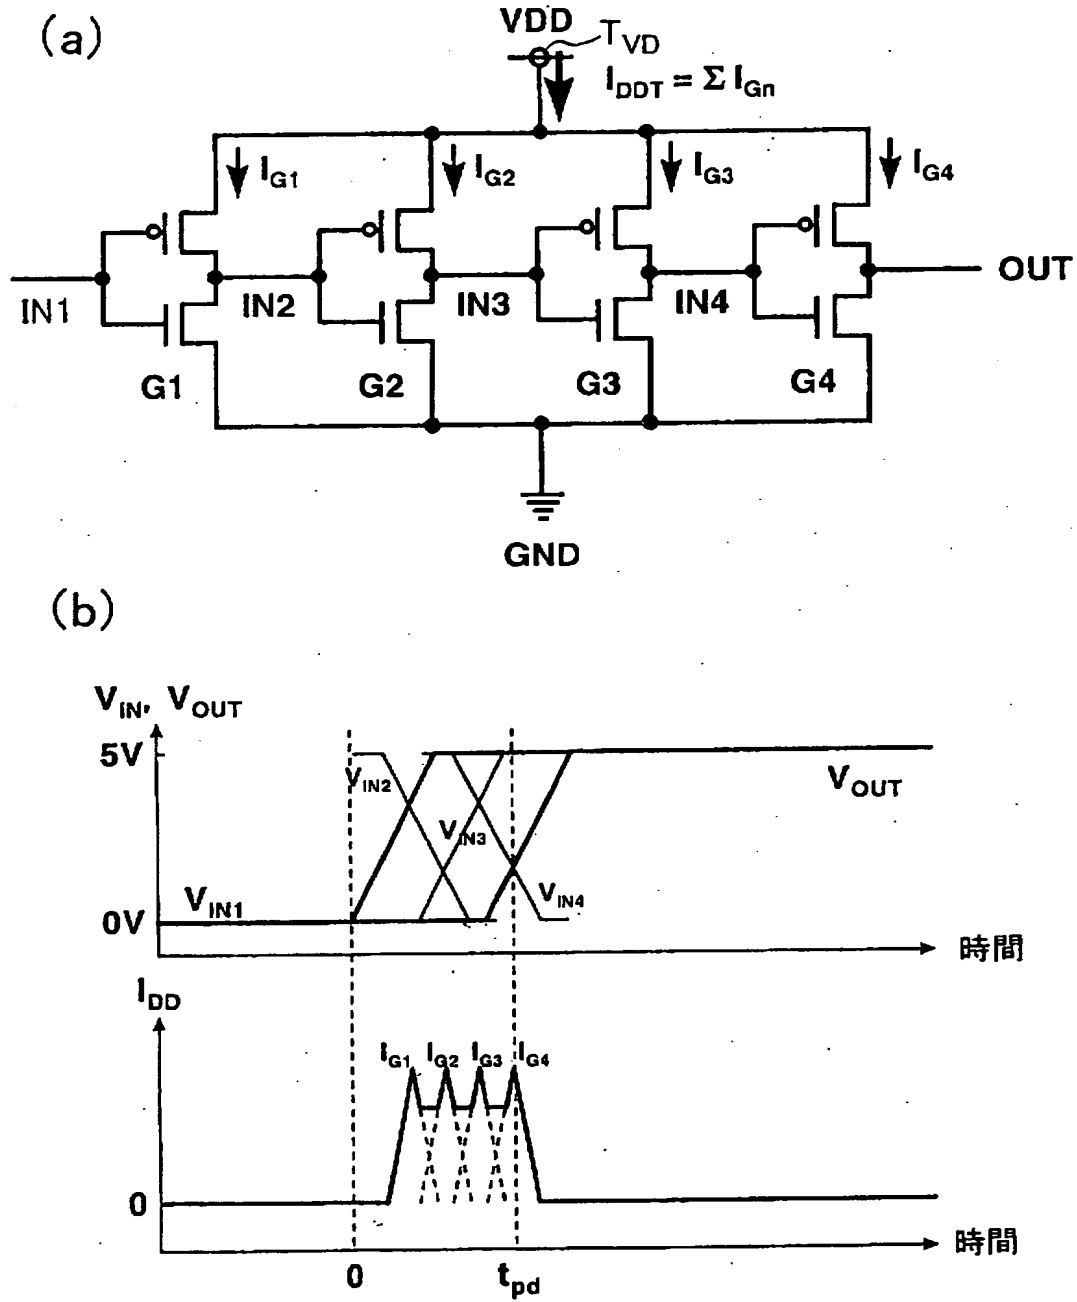 (a)
VDD
TVD
IDDT = Σ IGn
IG1
IG2
IG3
IG4
IN1
IN2
IN3
IN4
OUT
G1
G2
G3
G4
GND
(b)
VIN, VOUT
5V
VIN2
VIN3
VOUT
VIN1
VIN4
0V
時間
IDD
IG1 IG2 IG3 IG4
0
時間
0
tpd